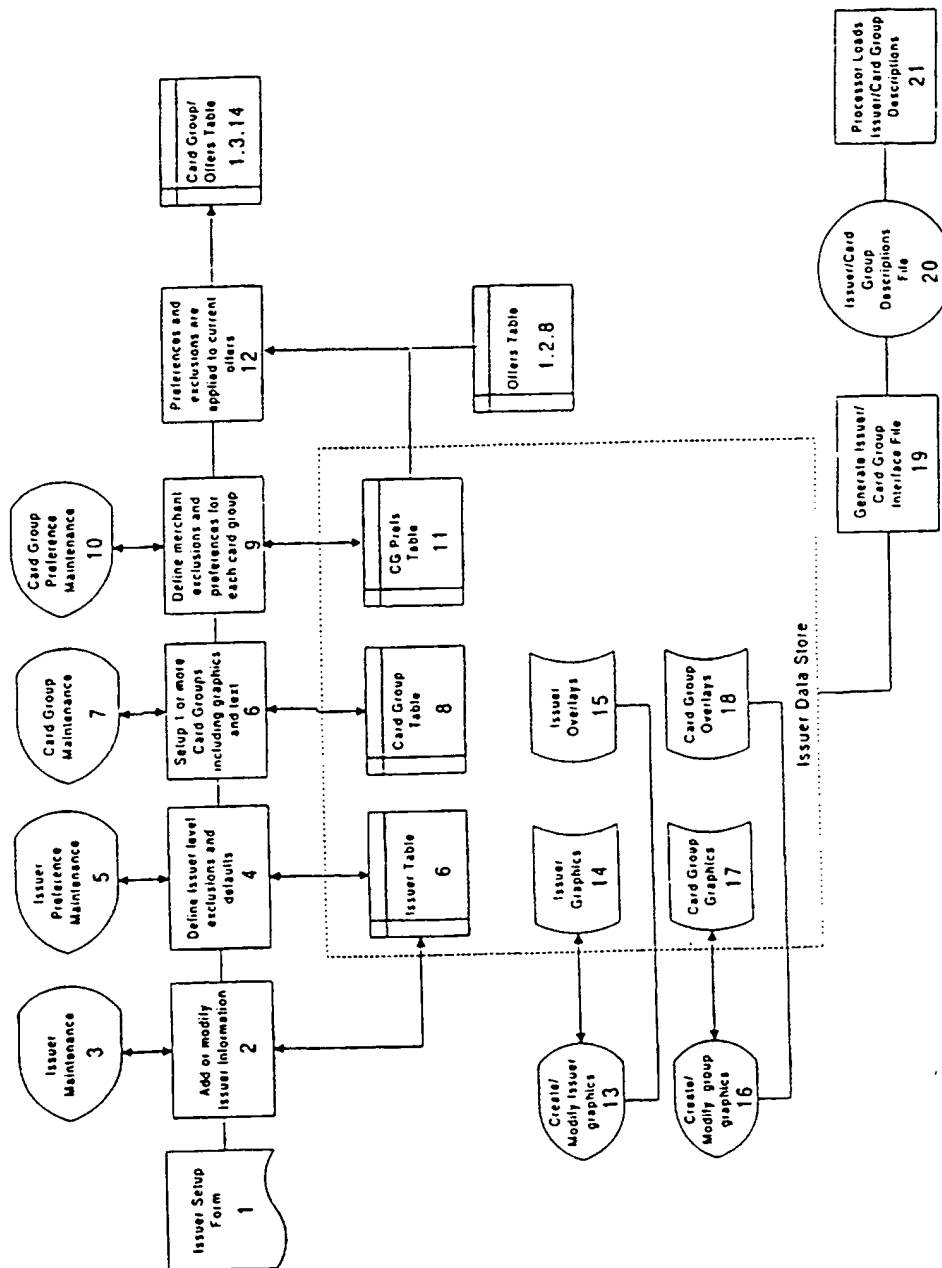 Issuer Setup
Form
1
Add or modify
Issuer Information
2
Issuer
Maintenance
3
Define Issuer level
exclusions and
defaults
4
Issuer
Preference
Maintenance
5
Issuer Table
6
Setup 1 or more
Card Groups
including graphics
and text
6
Card Group
Maintenance
7
Card Group
Table
8
Define merchant
exclusions and
preferences for
each card group
9
Card Group
Preference
Maintenance
10
CG Prefs
Table
11
Preferences and
exclusions are
applied to current
offers
12
Card Group/
Offers Table
1.3.14
Offers Table
1.2.8
Create/
Modify Issuer
graphics
13
Issuer
Graphics
14
Issuer
Overlays
15
Create/
Modify group
graphics
16
Card Group
Graphics
17
Card Group
Overlays
18
Issuer Data Store
Generate Issuer/
Card Group
Interface File
19
Issuer/Card
Group
Descriptions
File
20
Processor Loads
Issuer/Card Group
Descriptions
21